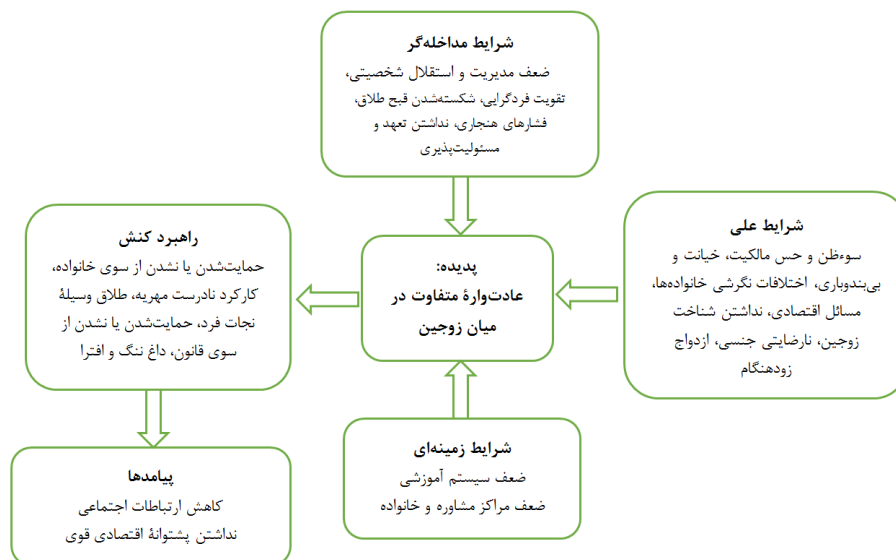 شرایط مداخله‌گر
ضعف مدیریت و استقلال شخصیتی،
تقویت فردگرایی، شکسته‌شدن قبح طلاق،
فشارهای هنجاری، نداشتن تعهد و
مسئولیت‌پذیری
شرایط علی
سوءظن و حس مالکیت، خیانت و
بی‌بندوباری، اختلافات نگرشی خانواده‌ها،
مسائل اقتصادی، نداشتن شناخت
زوجین، نارضایتی جنسی، ازدواج
زودهنگام
پدیده:
عادت‌وارۀ متفاوت در
میان زوجین
راهبرد کنش
حمایت‌شدن یا نشدن از سوی خانواده،
کارکرد نادرست مهریه، طلاق وسیلۀ
نجات فرد، حمایت‌شدن یا نشدن از
سوی قانون، داغ ننگ و افترا
شرایط زمینه‌ای
ضعف سیستم آموزشی
ضعف مراکز مشاوره و خانواده
پیامدها
کاهش ارتباطات اجتماعی
نداشتن پشتوانۀ اقتصادی قوی